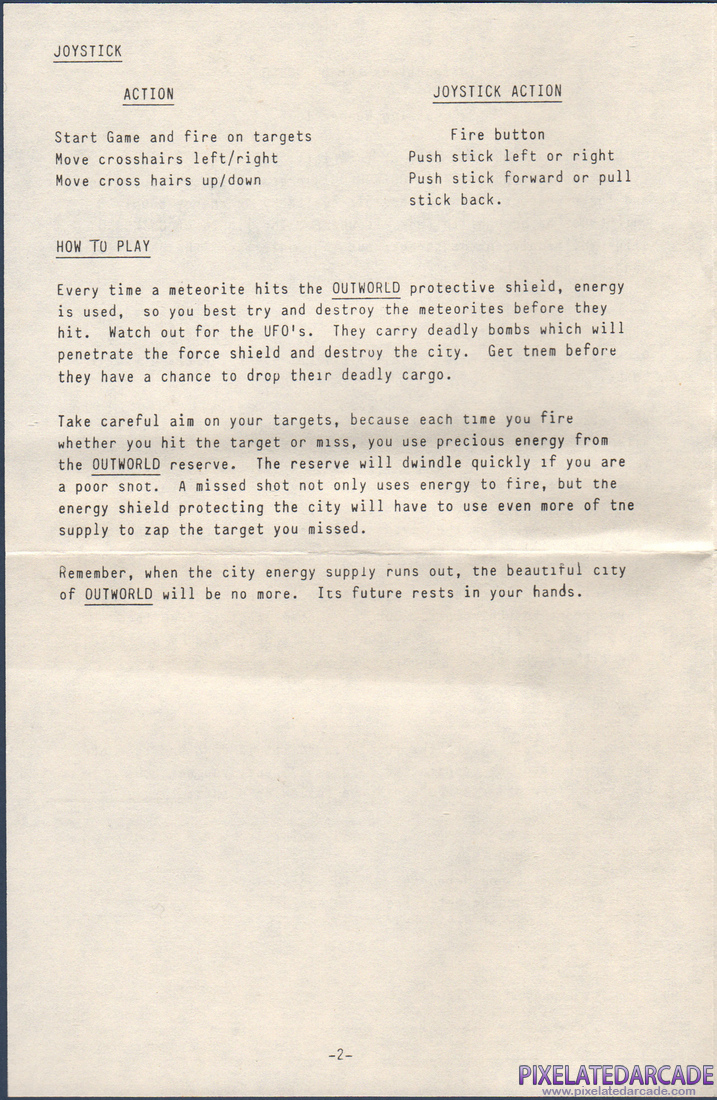 JOYSTICK
ACTION JOYSTICK ACTION
Start Game and fire on targets Fire button
Move crosshairs left/right Push stick left or right
Move cross hairs up/down Push stick forward or pull
stick back.
HOW TO PLAY
Every time a meteorite hits the OUTWORLD protective shield, energy
is used, so you best try and destroy the meteorites before they
hit. Watch out for the UFO's. They carry deadly bombs which will
penetrate the force shield and destroy the city. Get them before
they have a chance to drop their deadly cargo.
Take careful aim on your targets, because each time you fire
whether you hit the target or miss, you use precious energy from
the OUTWORLD reserve. The reserve will dwindle quickly if you are
a poor shot. A missed shot not only uses energy to fire, but the
energy shield protecting the city will have to use even more of the
supply to zap the target you missed.
Remember, when the city energy supply runs out, the beautiful city
of OUTWORLD will be no more. Its future rests in your hands.
-2-
PIXELATEDARCADE
www.pixelatedarcade.com